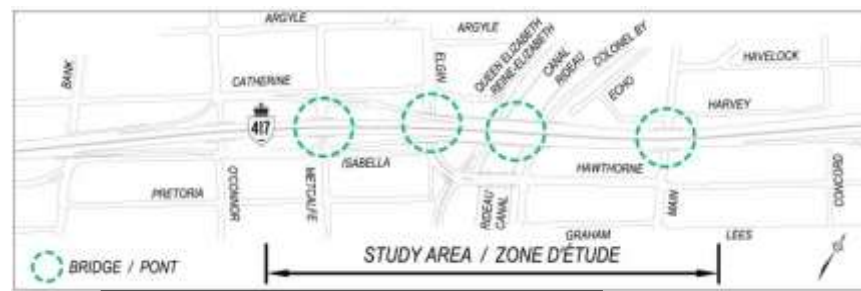 ARGYLE
ARGYLE
BANK
CATHERINE
ELGIN
QUEEN ELIZABETH
REINE-ELIZABETH
CANAL
RIDEAU
COLONEL BY
ECHO
HAVELOCK
HARVEY
417
ISABELLA
HAWTHORNE
PRETORIA
O'CONNOR
METCALFE
RIDEAU
CANAL
MAIN
CONCORD
GRAHAM
LEES
BRIDGE / PONT
STUDY AREA / ZONE D'ÉTUDE